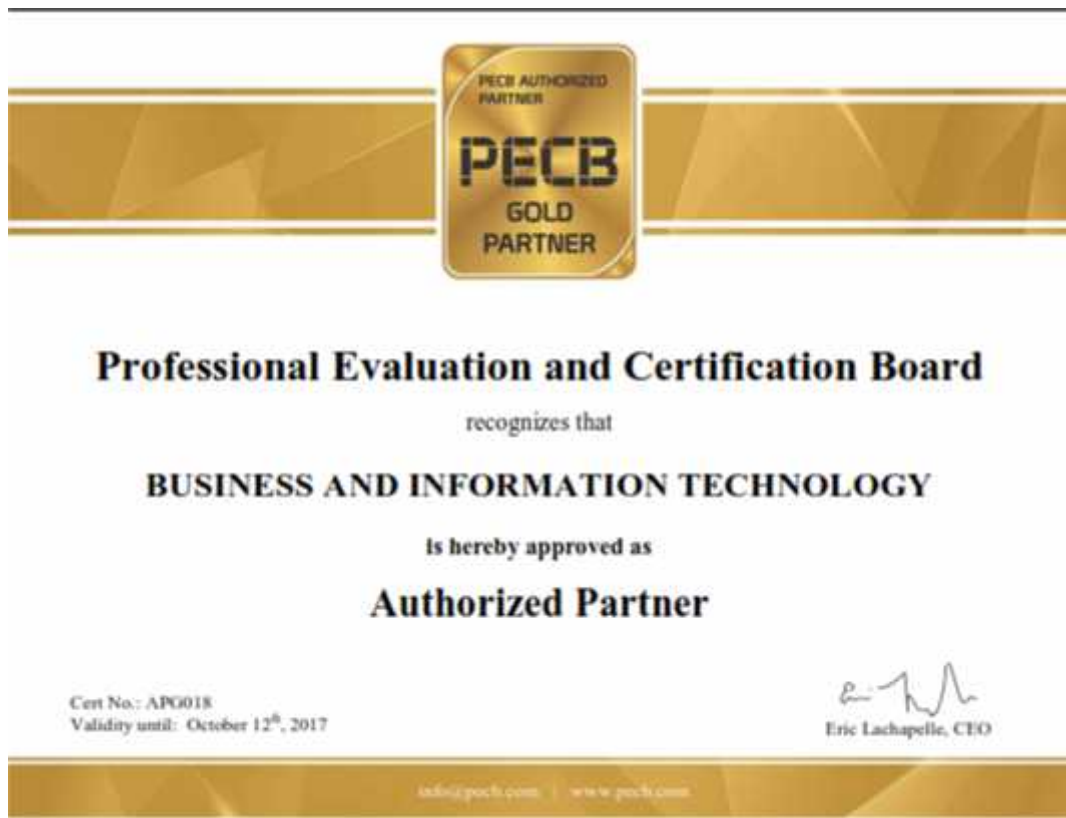 PECB AUTHORIZED
PARTNER
PECB
GOLD
PARTNER
Professional Evaluation and Certification Board
recognizes that
BUSINESS AND INFORMATION TECHNOLOGY
is hereby approved as
Authorized Partner
Cert No.: APG018
Validity until: October 12th, 2017
Eric Lachapelle, CEO
info@pecb.com | www.pecb.com